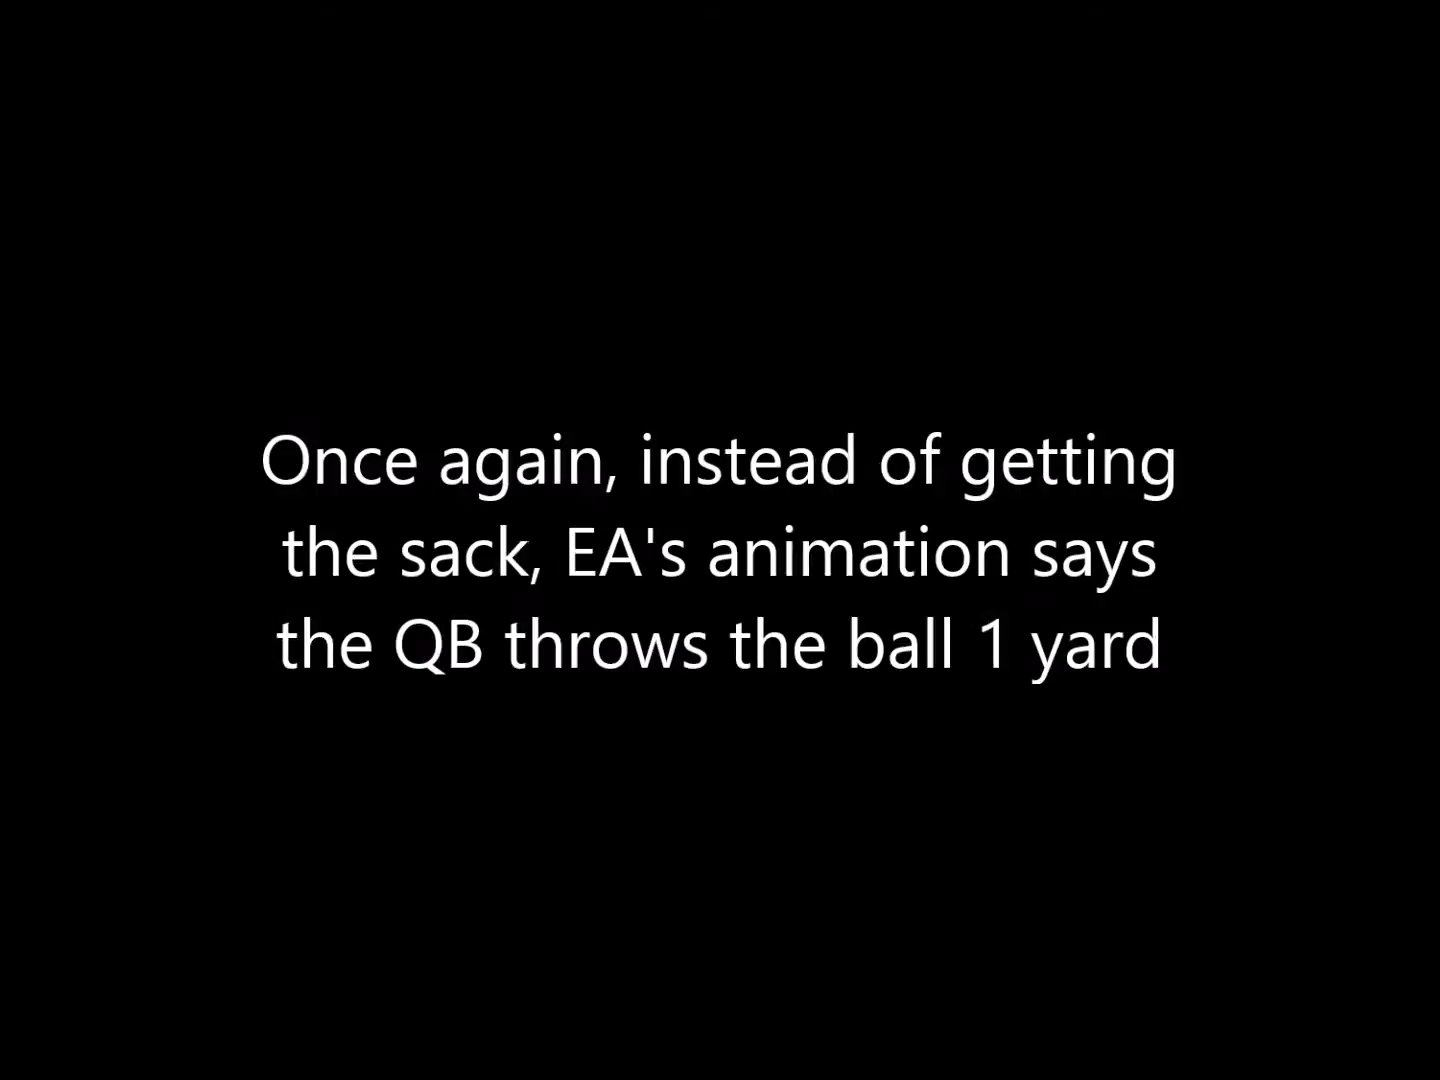 Once again, instead of getting
the sack, EA's animation says
the QB throws the ball 1 yard